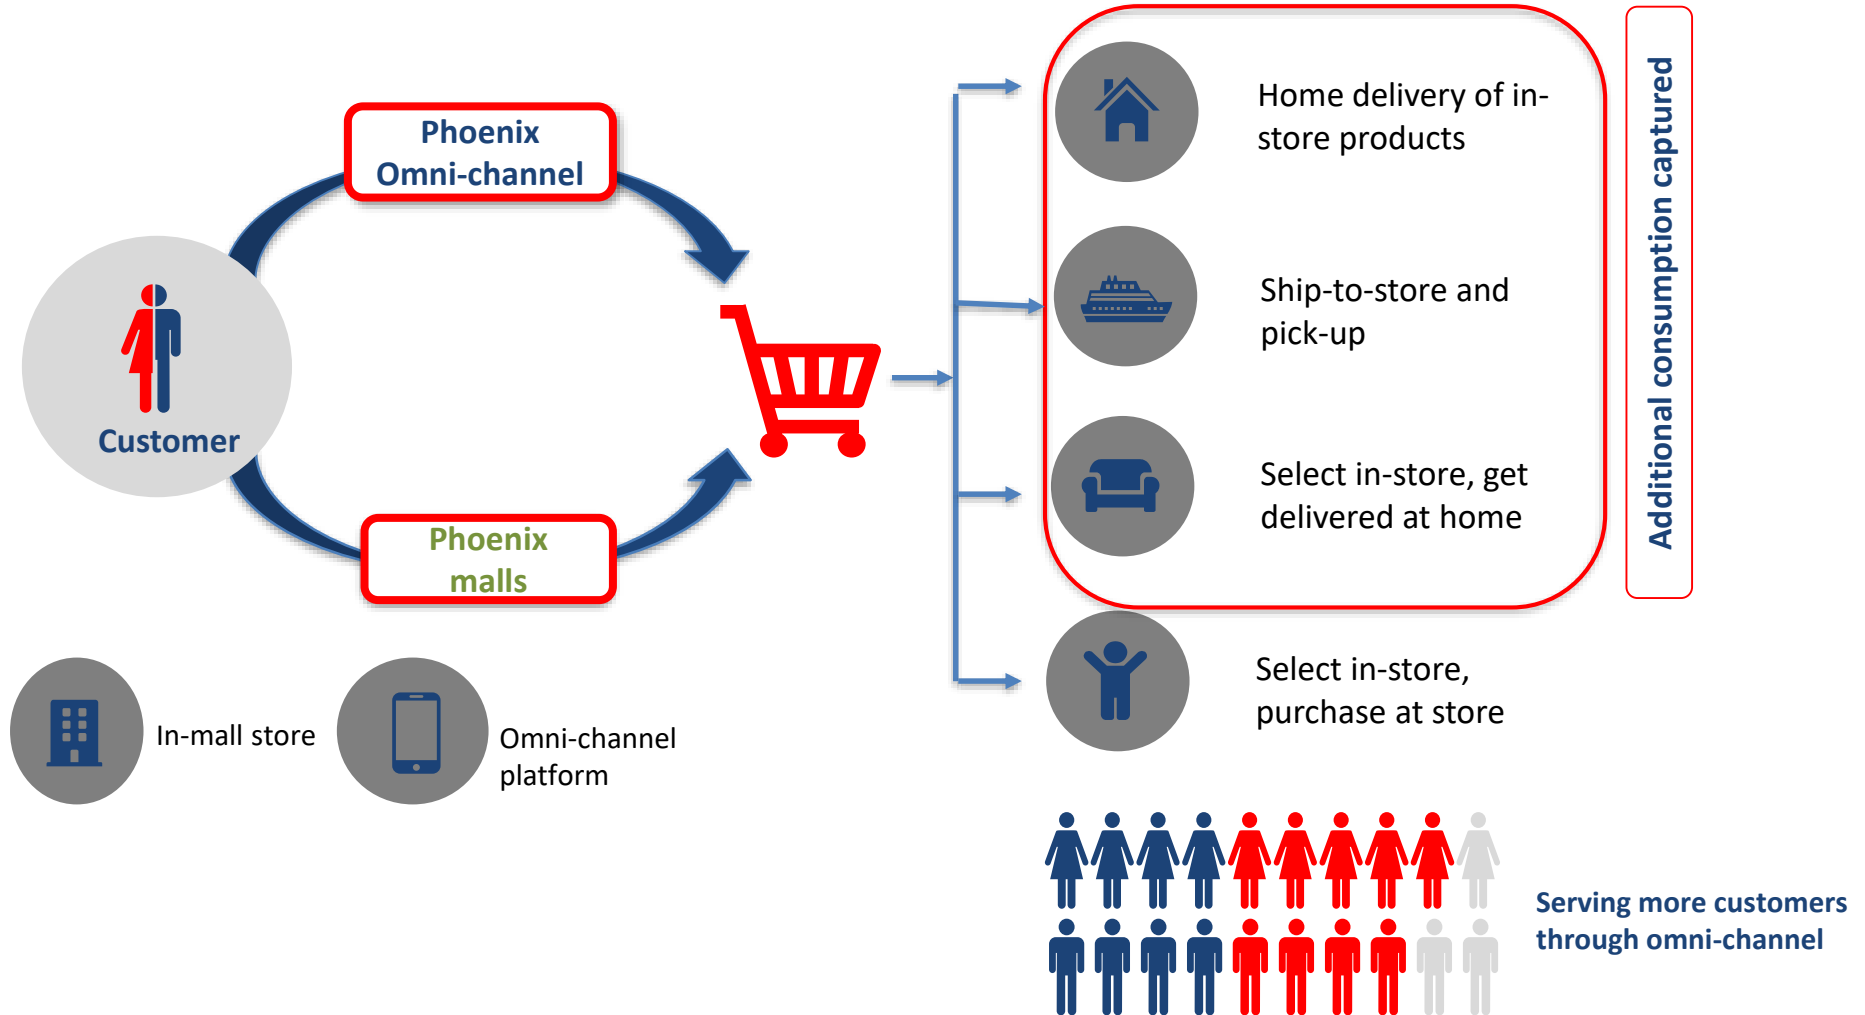 Phoenix
Omni-channel
Customer
Phoenix
malls
In-mall store
Omni-channel
platform
Home delivery of in-
store products
Ship-to-store and
pick-up
Select in-store, get
delivered at home
Select in-store,
purchase at store
Additional consumption captured
Serving more customers
through omni-channel